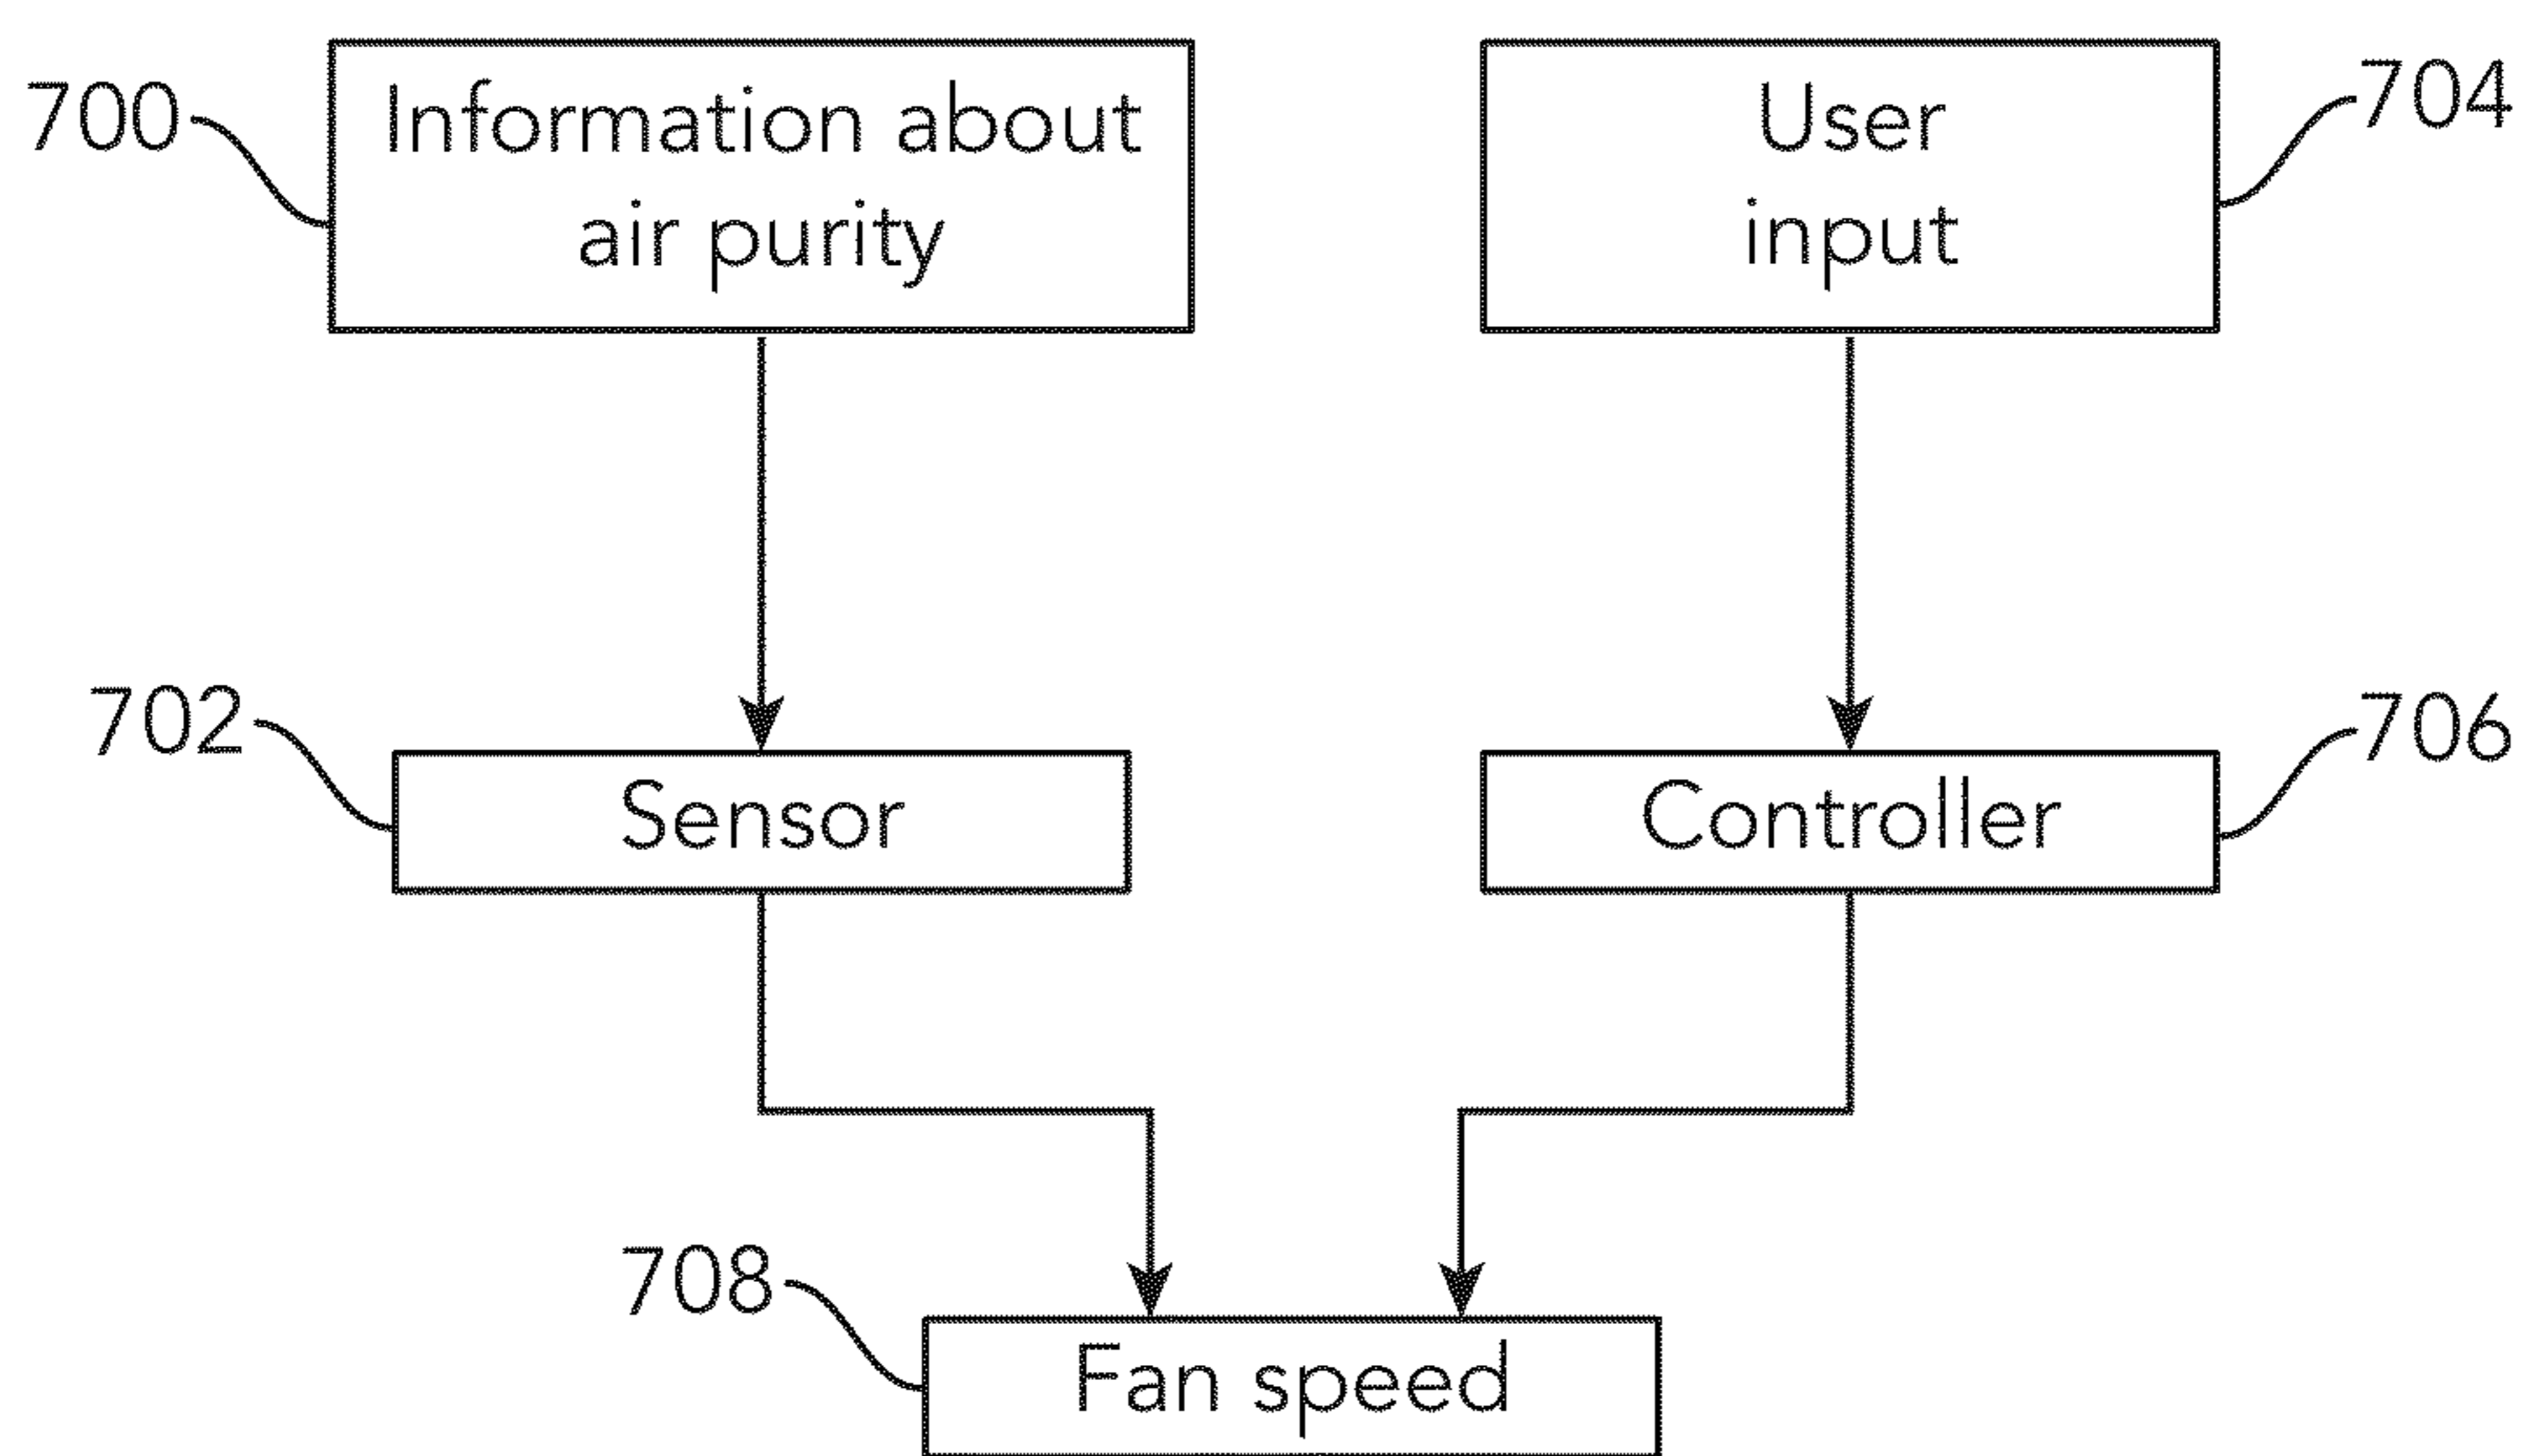 700
Information about
air purity
User
input
704
702
Sensor
Controller
706
708
Fan speed